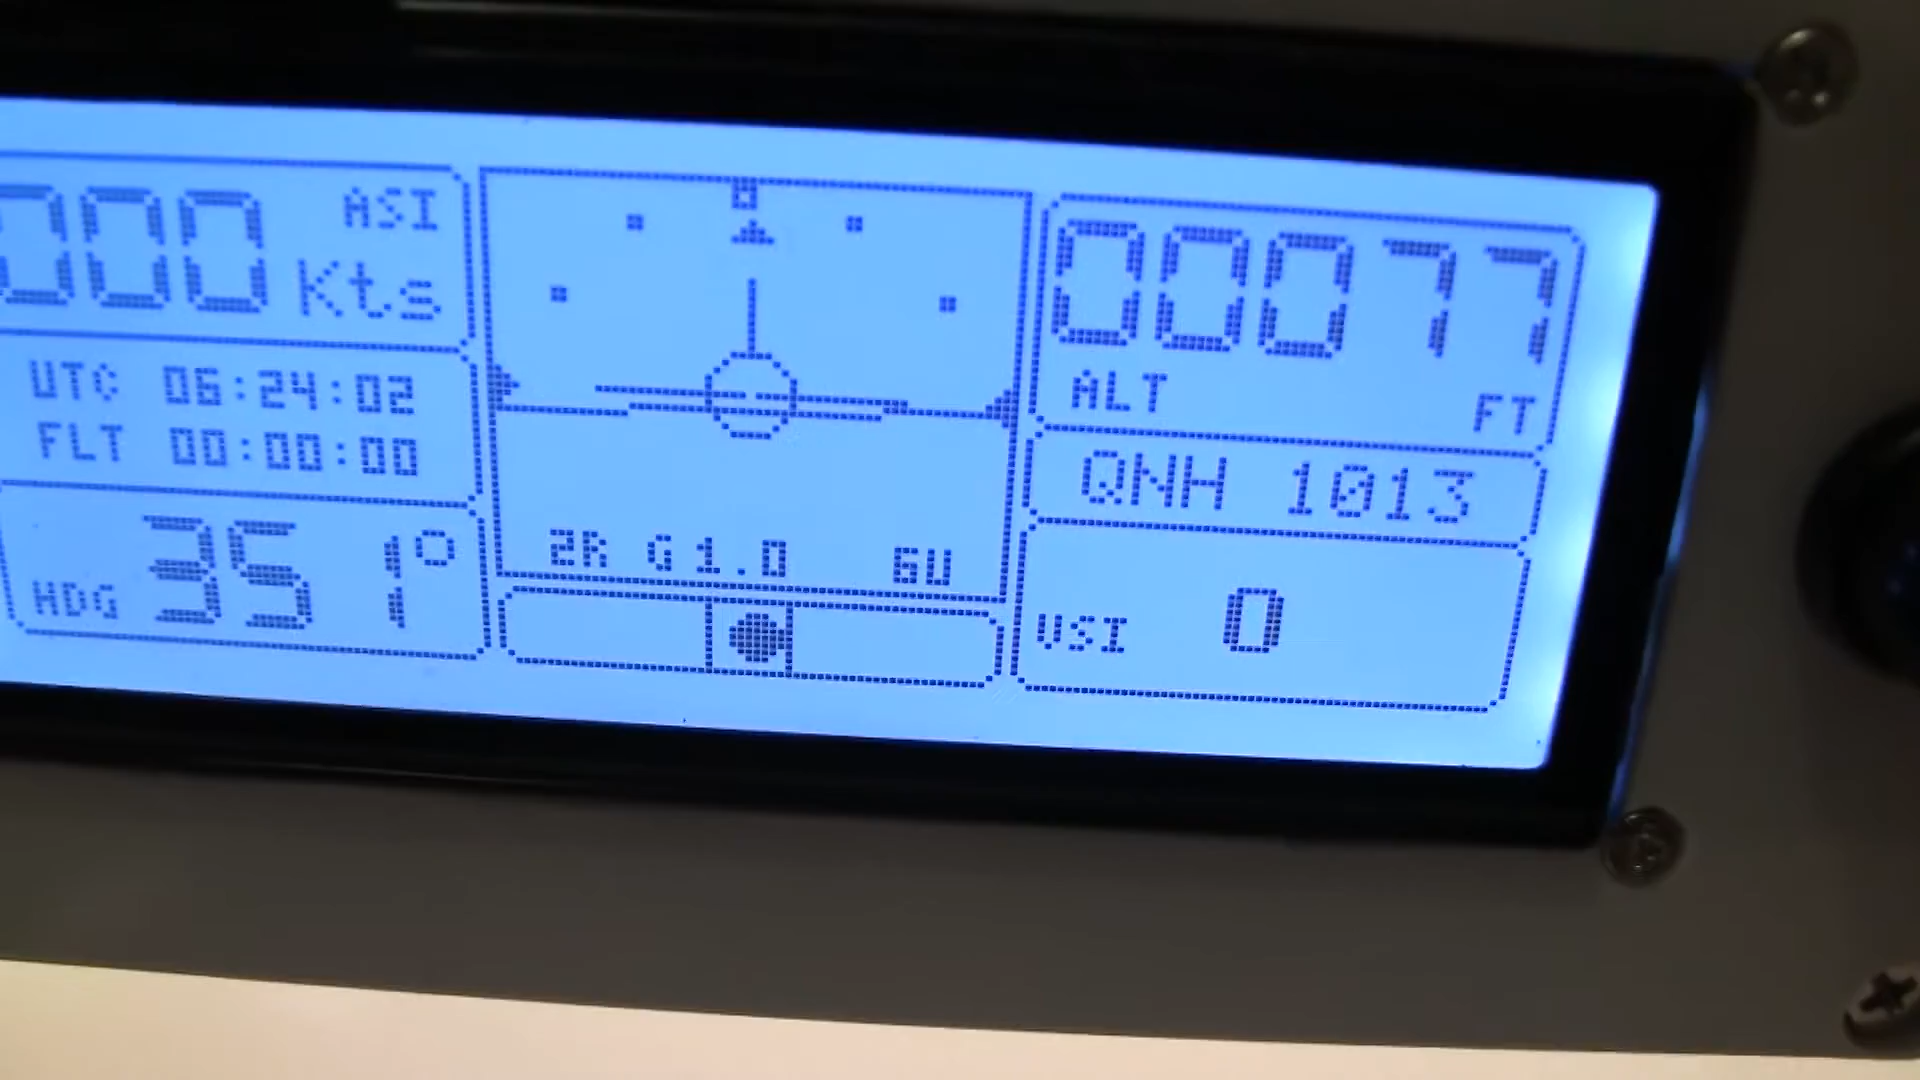 000 ASI
Kts
UTC 06:24:02
FLT 00:00:00
HDG 351°
2R G 1.0 6U
00077
ALT FT
QNH 1013
VSI 0